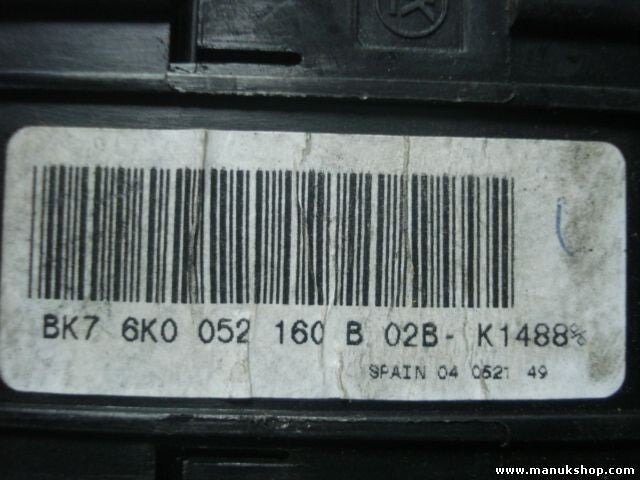 K
BK7 6K0 052 160 B 02B- K1488%
SPAIN 04 0521 49
www.manukshop.com